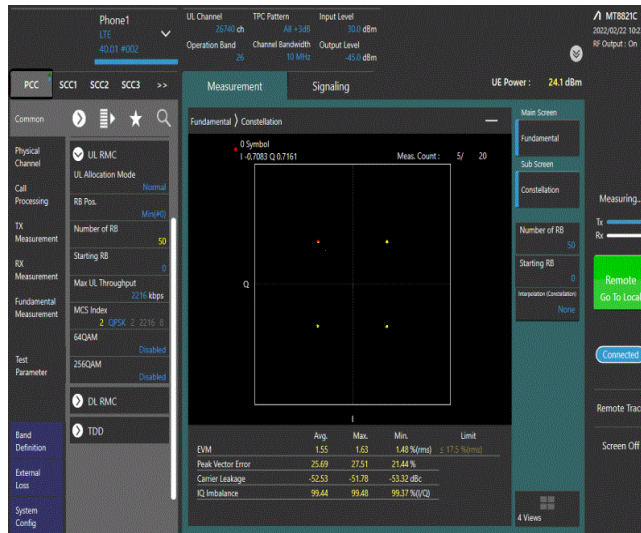 Phone1
LTE
40.01 #002
UL Channel TPC Pattern Input Level
26740 ch All +3dB 30.0 dBm
Operation Band Channel Bandwidth Output Level
26 10 MHz -45.0 dBm
MT8821C
2022/02/22 10:2
RF Output : On
PCC SCC1 SCC2 SCC3 >>
Measurement Signaling
UE Power : 24.1 dBm
Common
Physical
Channel
Call
Processing
TX
Measurement
RX
Measurement
Fundamental
Measurement
Test
Parameter
Band
Definition
External
Loss
System
Config
UL RMC
UL Allocation Mode
Normal
RB Pos.
Min(#0)
Number of RB
50
Starting RB
0
Max UL Throughput
2216 kbps
MCS Index
2 QPSK 2 2216 8
64QAM
Disabled
256QAM
Disabled
DL RMC
TDD
Fundamental ⟩ Constellation
0 Symbol
I -0.7083 Q 0.7161 Meas. Count : 5/ 20
Q
I
Avg. Max. Min. Limit
EVM 1.55 1.63 1.48 %(rms) ≤ 17.5 %(rms)
Peak Vector Error 25.69 27.51 21.44 %
Carrier Leakage -52.53 -51.78 -53.32 dBc
IQ Imbalance 99.44 99.48 99.37 %(I/Q)
Main Screen
Fundamental
Sub Screen
Constellation
Number of RB
50
Starting RB
0
Interpolation (Constellation)
None
4 Views
Measuring..
Tx
Rx
Remote
Go To Local
Connected
Remote Trac
Screen Off